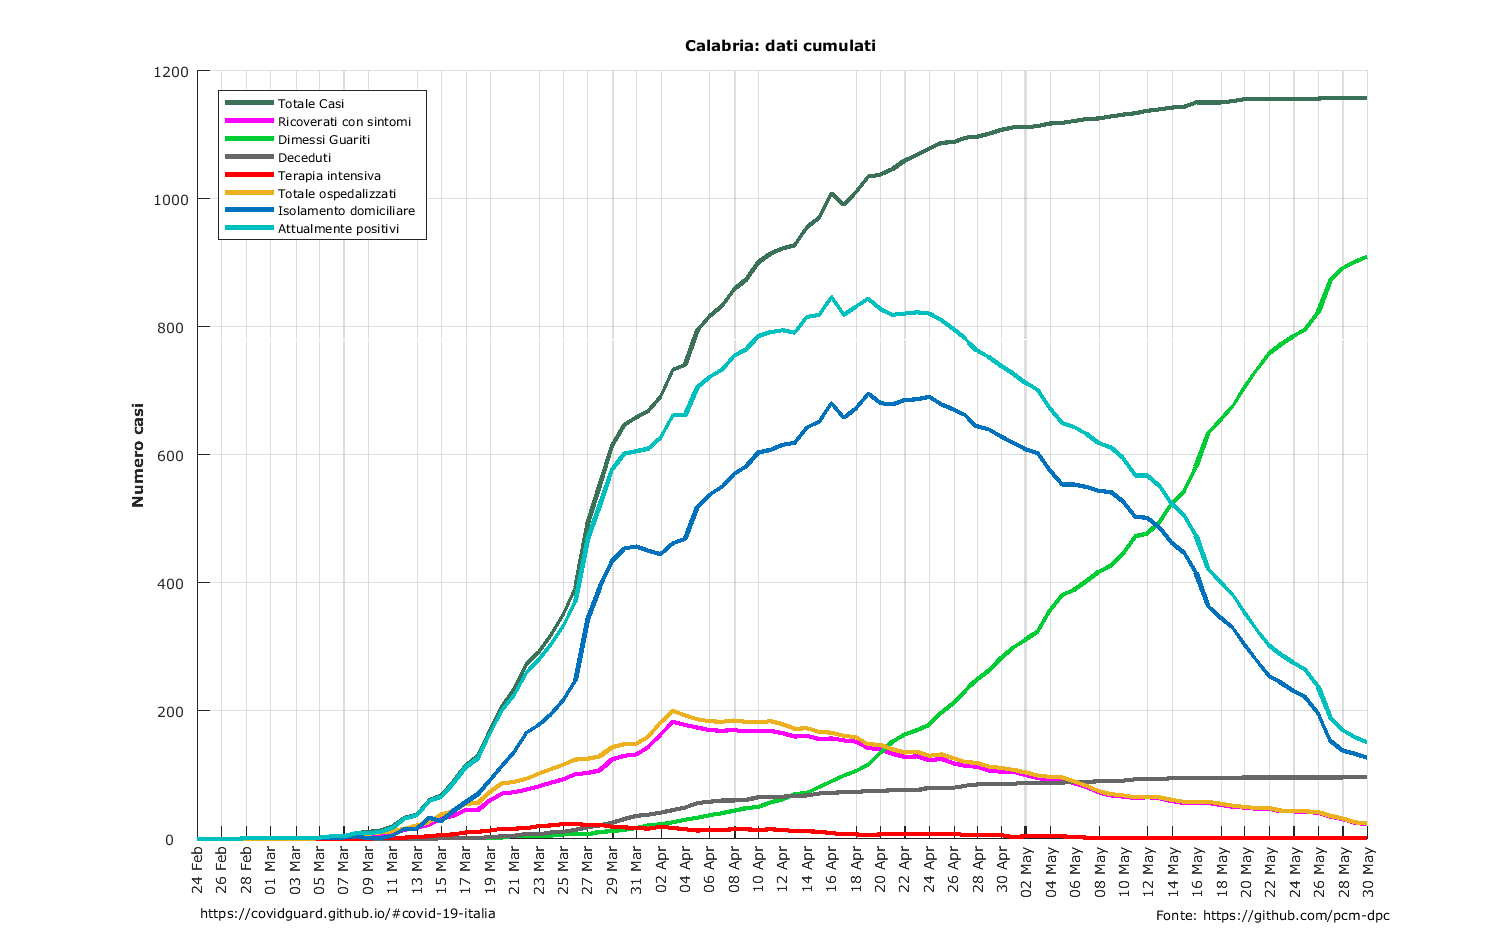 Calabria: dati cumulati
1200
1000
800
600
400
200
0
Numero casi
Totale Casi
Ricoverati con sintomi
Dimessi Guariti
Deceduti
Terapia intensiva
Totale ospedalizzati
Isolamento domiciliare
Attualmente positivi
24 Feb
26 Feb
28 Feb
01 Mar
03 Mar
05 Mar
07 Mar
09 Mar
11 Mar
13 Mar
15 Mar
17 Mar
19 Mar
21 Mar
23 Mar
25 Mar
27 Mar
29 Mar
31 Mar
02 Apr
04 Apr
06 Apr
08 Apr
10 Apr
12 Apr
14 Apr
16 Apr
18 Apr
20 Apr
22 Apr
24 Apr
26 Apr
28 Apr
30 Apr
02 May
04 May
06 May
08 May
10 May
12 May
14 May
16 May
18 May
20 May
22 May
24 May
26 May
28 May
30 May
https://covidguard.github.io/#covid-19-italia
Fonte: https://github.com/pcm-dpc